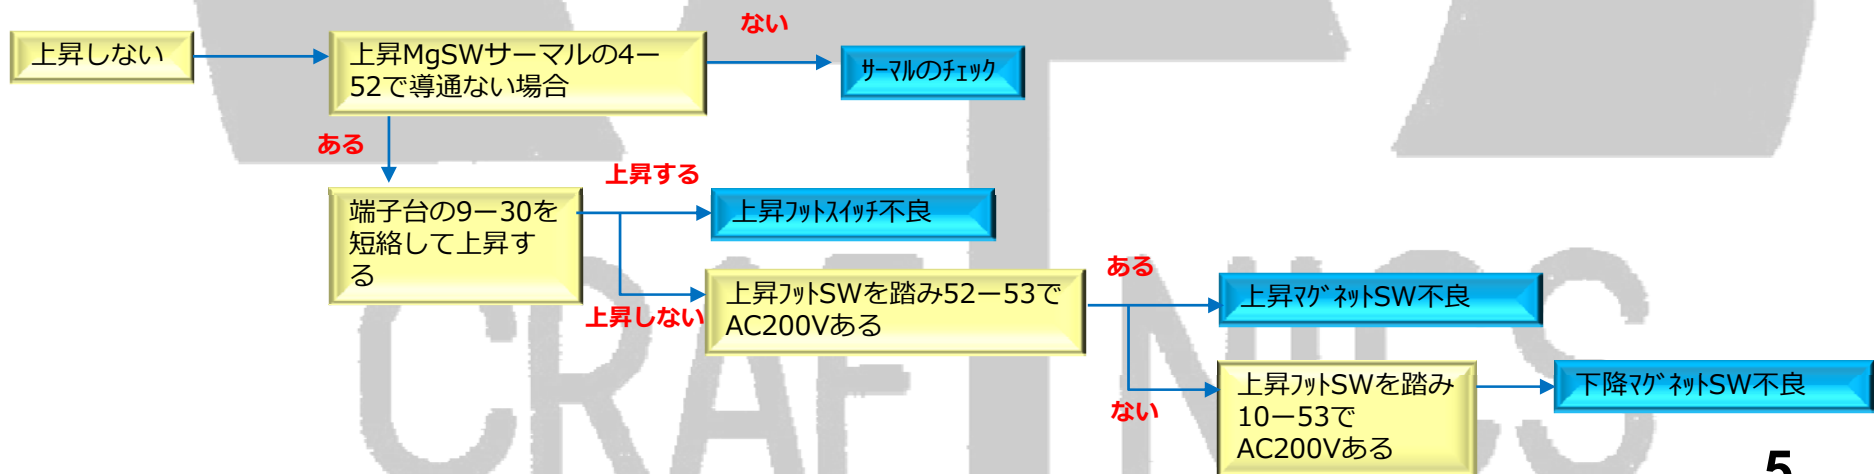 ない
上昇しない
上昇MgSWサーマルの4ー
52で導通ない場合
ｻｰﾏﾙのﾁｪｯｸ
ある
上昇する
端子台の9ー30を
短絡して上昇す
る
上昇ﾌｯﾄｽｲｯﾁ不良
上昇しない
上昇ﾌｯﾄSWを踏み52ー53で
AC200Vある
ある
上昇ﾏｸﾞﾈｯﾄSW不良
ない
上昇ﾌｯﾄSWを踏み
10ー53で
AC200Vある
下降ﾏｸﾞﾈｯﾄSW不良
CRAFTNICS
5